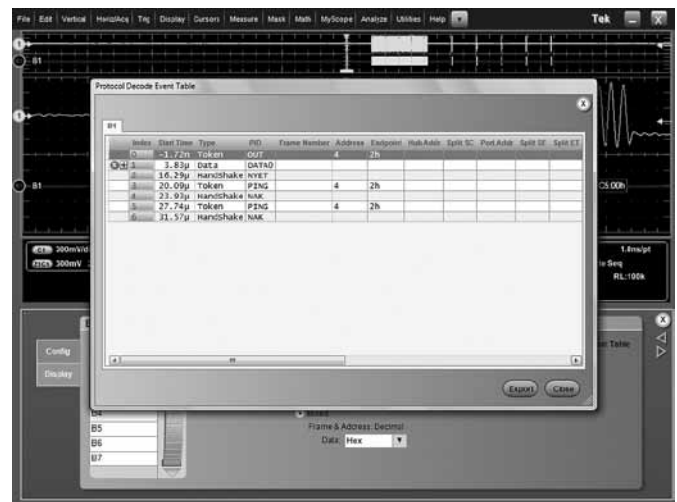 File Edit Vertical Horiz/Acq Trig Display Cursors Measure Mask Math MyScope Analyze Utilities Help Tek
B1
Protocol Decode Event Table
B1
Index Start Time Type PID Frame Number Address Endpoint Hub Addr Split SC Port Addr Split SE Split ET
0 -1.72n Token OUT 4 2h
1 3.83µ Data DATA0
2 16.29µ HandShake NYET
3 20.09µ Token PING 4 2h
4 23.93µ HandShake NAK
5 27.74µ Token PING 4 2h
6 31.57µ HandShake NAK
B1
300mV/d
300mV
RL:100k
Config
Display
Table
Export Close
B4
B5
B6
B7
Mixed
Frame & Address: Decimal
Data: Hex